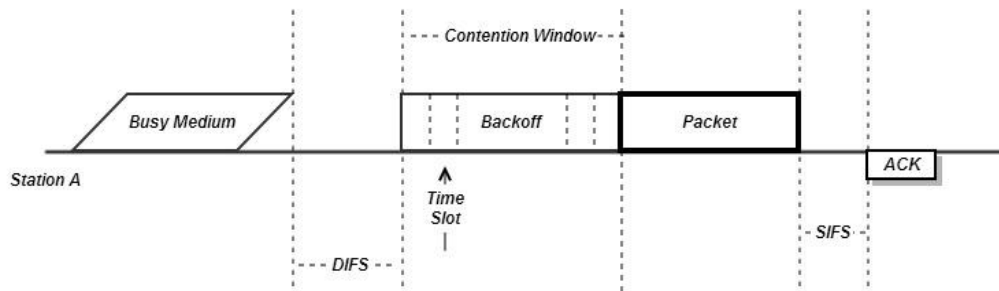 Contention Window
Busy Medium
Backoff
Packet
ACK
Station A
Time
Slot
SIFS
DIFS